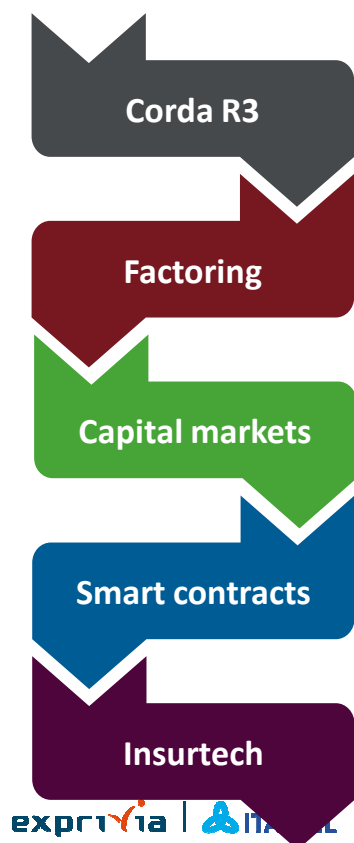 Corda R3
Factoring
Capital markets
Smart contracts
Insurtech
exprivia